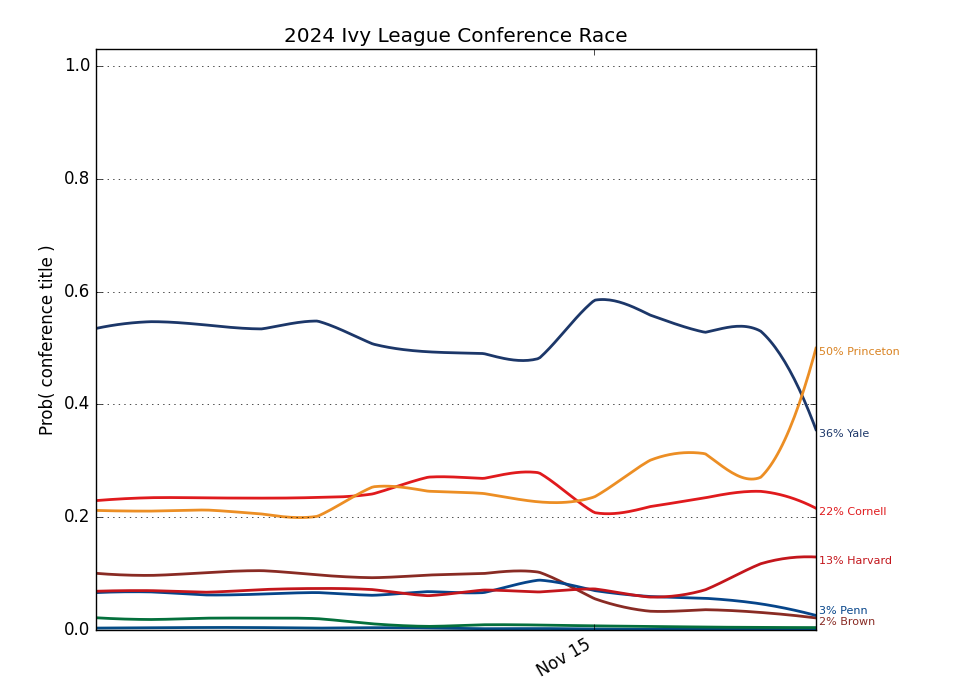 2024 Ivy League Conference Race
1.0
0.8
0.6
0.4
0.2
0.0
Prob( conference title )
50% Princeton
36% Yale
22% Cornell
13% Harvard
3% Penn
2% Brown
Nov 15